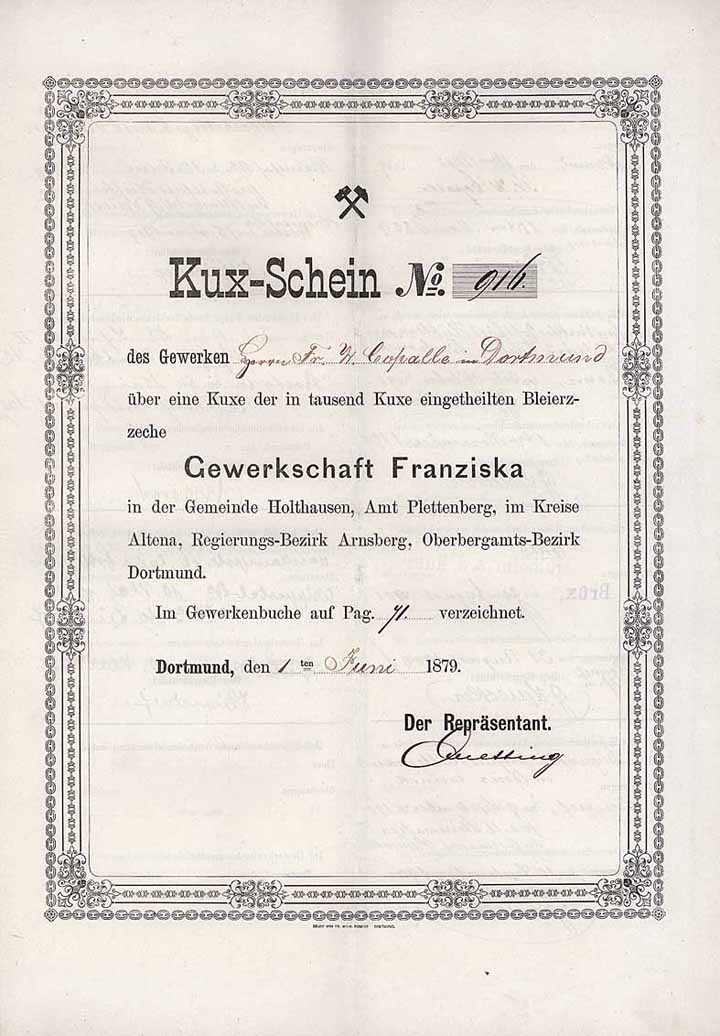 Kux-Schein No. 916.
des Gewerken Herrn Fr. W. Capalle in Dortmund
über eine Kuxe der in tausend Kuxe eingetheilten Bleierz-
zeche
Gewerkschaft Franziska
in der Gemeinde Holthausen, Amt Plettenberg, im Kreise
Altena, Regierungs-Bezirk Arnsberg, Oberbergamts-Bezirk
Dortmund.
Im Gewerkenbuche auf Pag. 71 verzeichnet.
Dortmund, den 1ten Juni 1879.
Der Repräsentant.